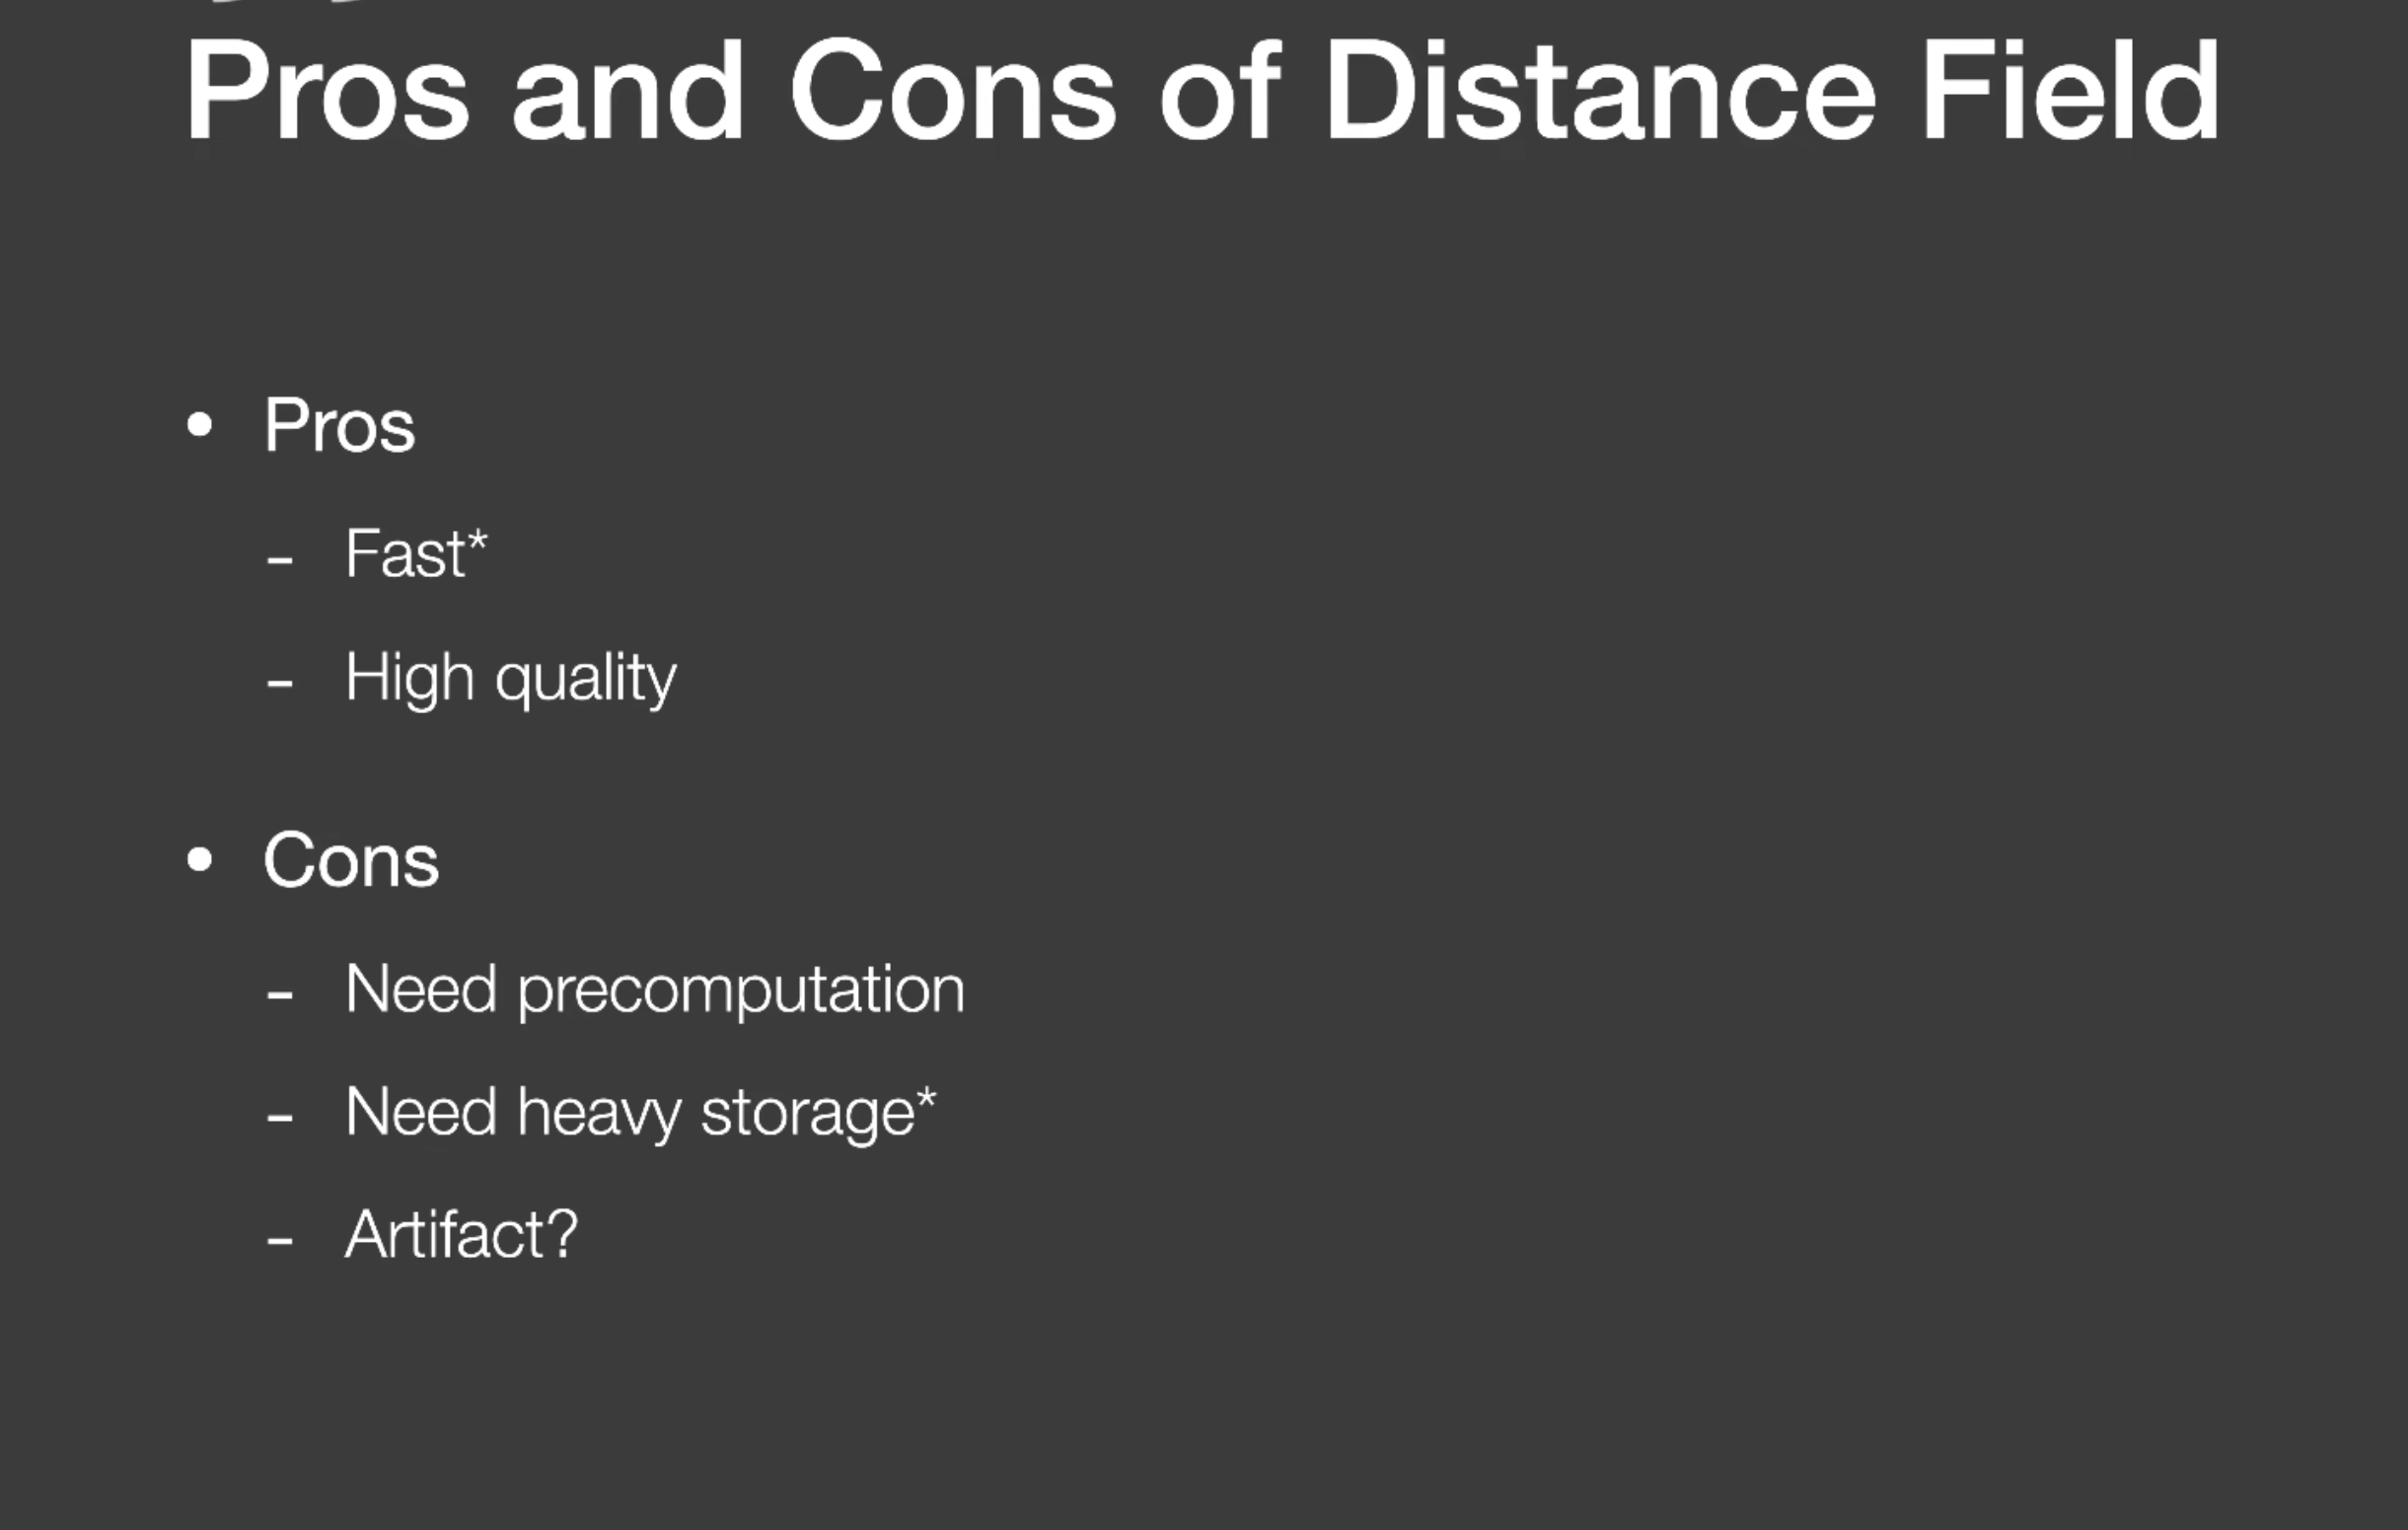 Pros and Cons of Distance Field
• Pros
- Fast*
- High quality
• Cons
- Need precomputation
- Need heavy storage*
- Artifact?